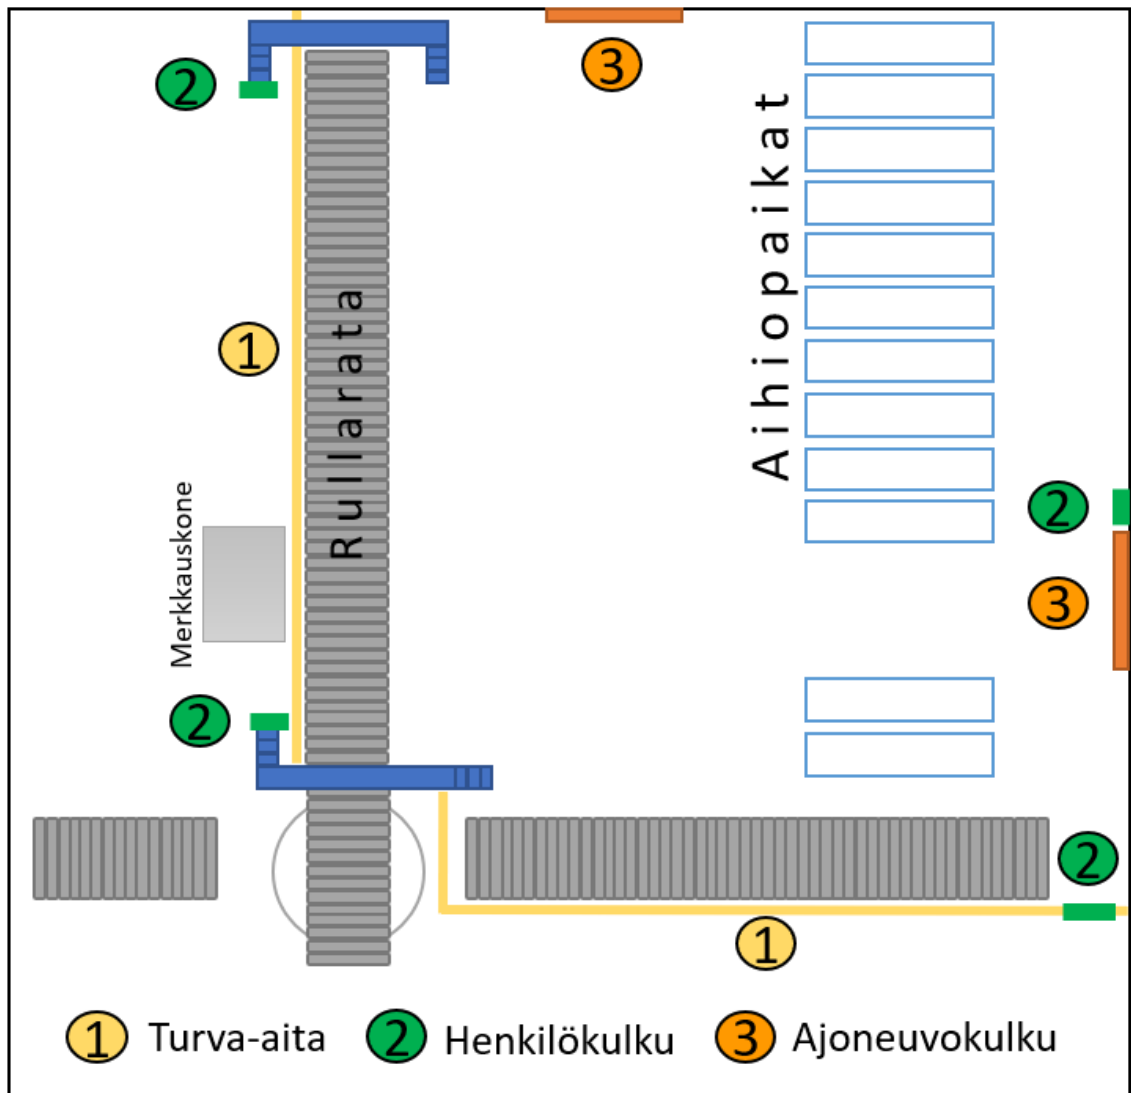 2
3
Aihiopaikat
1
Rullarata
2
Merkkauskone
3
2
2
1
1 Turva-aita
2 Henkilökulku
3 Ajoneuvokulku